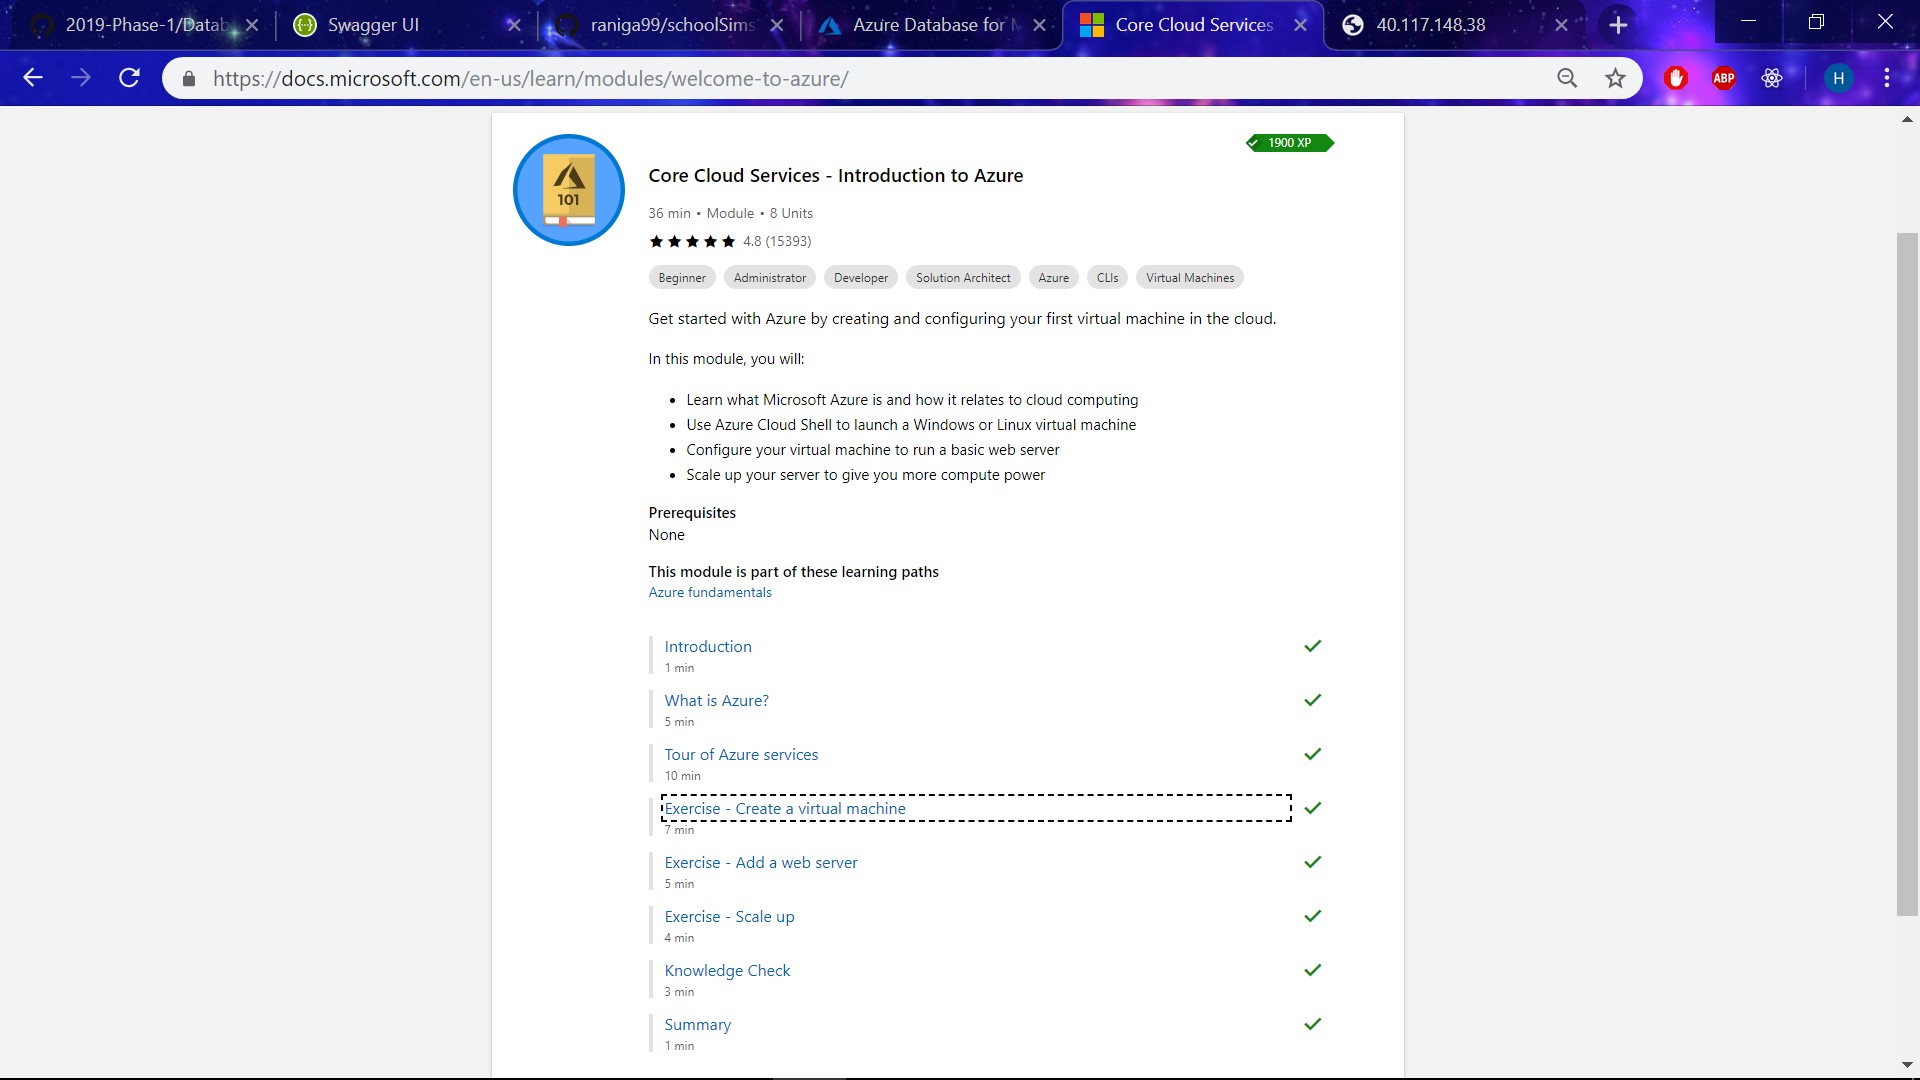 2019-Phase-1/Datab
Swagger UI
raniga99/schoolSims
Azure Database for M
Core Cloud Services
40.117.148.38
https://docs.microsoft.com/en-us/learn/modules/welcome-to-azure/
ABP
H
1900 XP
101
Core Cloud Services - Introduction to Azure
36 min • Module • 8 Units
4.8 (15393)
Beginner Administrator Developer Solution Architect Azure CLIs Virtual Machines
Get started with Azure by creating and configuring your first virtual machine in the cloud.
In this module, you will:
• Learn what Microsoft Azure is and how it relates to cloud computing
• Use Azure Cloud Shell to launch a Windows or Linux virtual machine
• Configure your virtual machine to run a basic web server
• Scale up your server to give you more compute power
Prerequisites
None
This module is part of these learning paths
Azure fundamentals
Introduction
1 min
What is Azure?
5 min
Tour of Azure services
10 min
Exercise - Create a virtual machine
7 min
Exercise - Add a web server
5 min
Exercise - Scale up
4 min
Knowledge Check
3 min
Summary
1 min